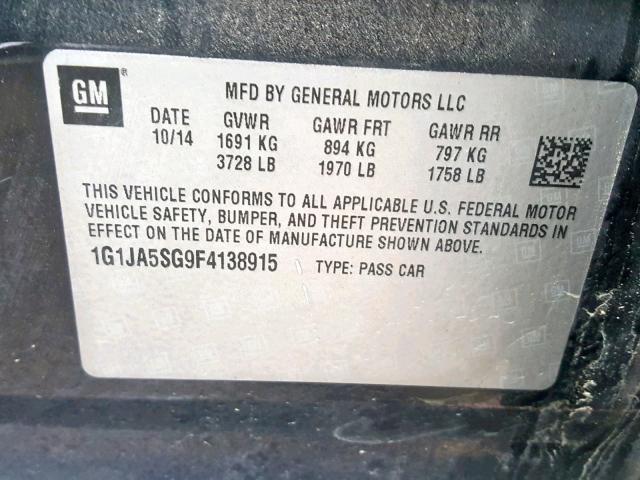 GM®
MFD BY GENERAL MOTORS LLC
DATE GVWR GAWR FRT GAWR RR
10/14 1691 KG 894 KG 797 KG
3728 LB 1970 LB 1758 LB
THIS VEHICLE CONFORMS TO ALL APPLICABLE U.S. FEDERAL MOTOR
VEHICLE SAFETY, BUMPER, AND THEFT PREVENTION STANDARDS
IN EFFECT ON THE DATE OF MANUFACTURE SHOWN ABOVE.
1G1JA5SG9F4138915 TYPE: PASS CAR